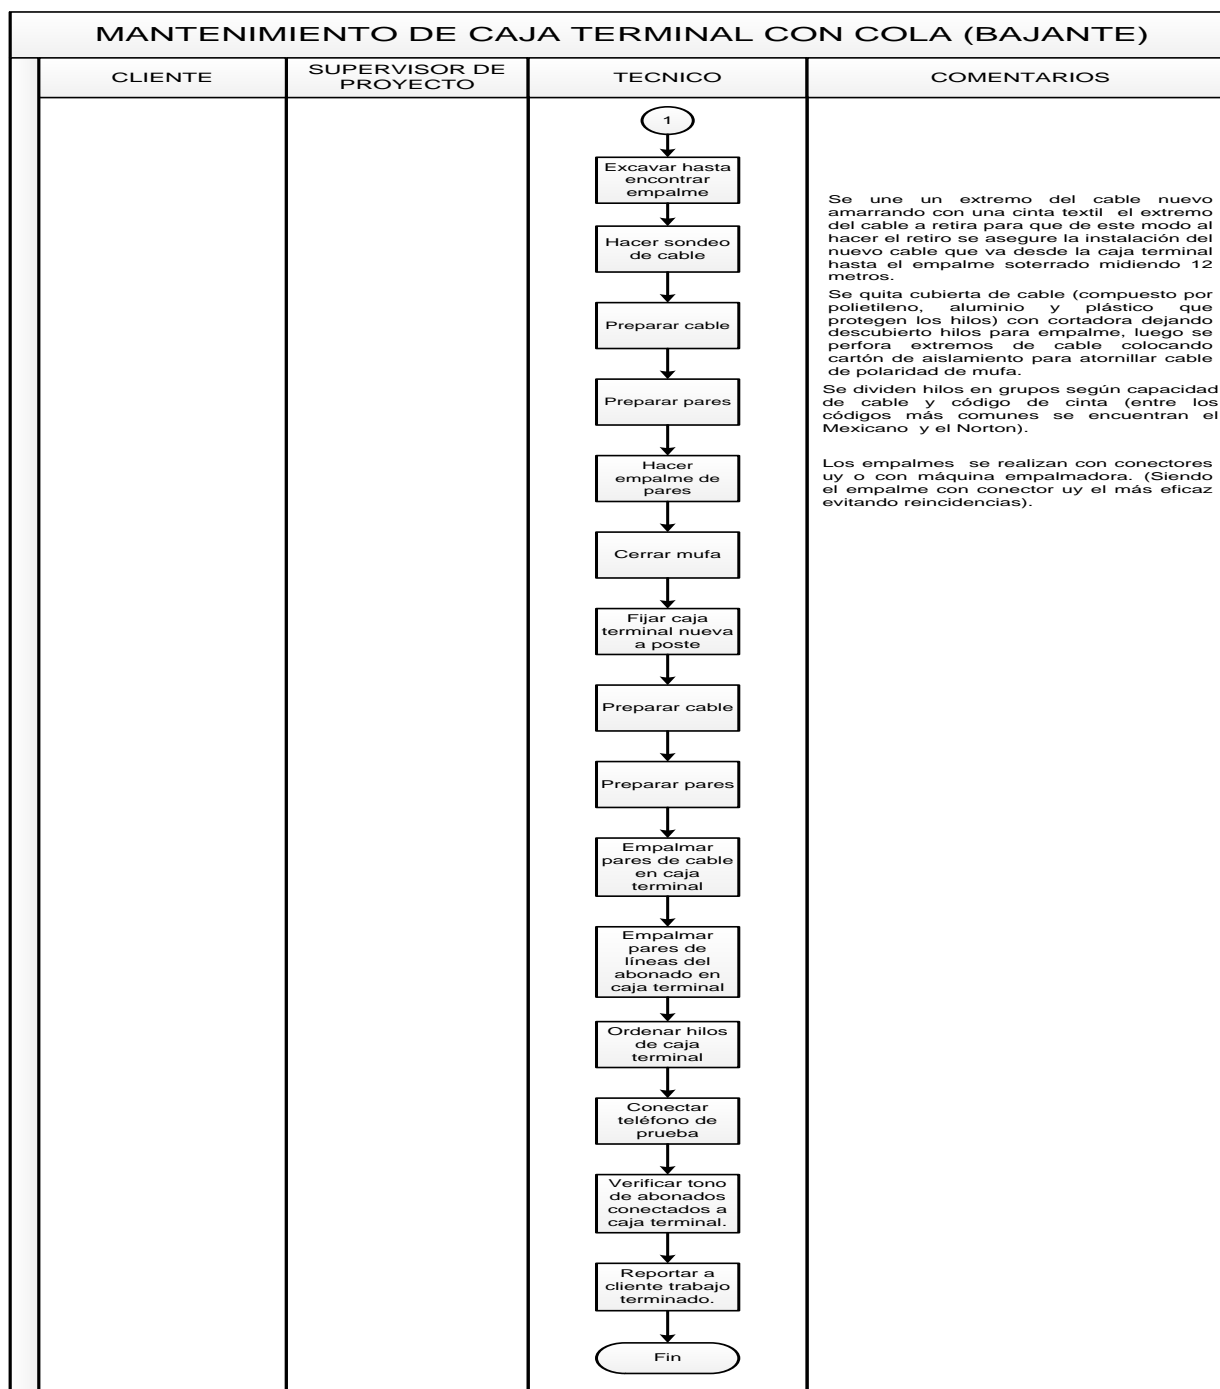 MANTENIMIENTO DE CAJA TERMINAL CON COLA (BAJANTE)
CLIENTE
SUPERVISOR DE
PROYECTO
TECNICO
COMENTARIOS
1
Excavar hasta
encontrar
empalme
Hacer sondeo
de cable
Preparar cable
Preparar pares
Hacer
empalme de
pares
Cerrar mufa
Fijar caja
terminal nueva
a poste
Preparar cable
Preparar pares
Empalmar
pares de cable
en caja
terminal
Empalmar
pares de
líneas del
abonado en
caja terminal
Ordenar hilos
de caja
terminal
Conectar
teléfono de
prueba
Verificar tono
de abonados
conectados a
caja terminal.
Reportar a
cliente trabajo
terminado.
Fin
Se une un extremo del cable nuevo
amarrando con una cinta textil el extremo
del cable a retira para que de este modo al
hacer el retiro se asegure la instalación del
nuevo cable que va desde la caja terminal
hasta el empalme soterrado midiendo 12
metros.
Se quita cubierta de cable (compuesto por
polietileno, aluminio y plástico que
protegen los hilos) con cortadora dejando
descubierto hilos para empalme, luego se
perfora extremos de cable colocando
cartón de aislamiento para atornillar cable
de polaridad de mufa.
Se dividen hilos en grupos según capacidad
de cable y código de cinta (entre los
códigos más comunes se encuentran el
Mexicano y el Norton).
Los empalmes se realizan con conectores
uy o con máquina empalmadora. (Siendo
el empalme con conector uy el más eficaz
evitando reincidencias).